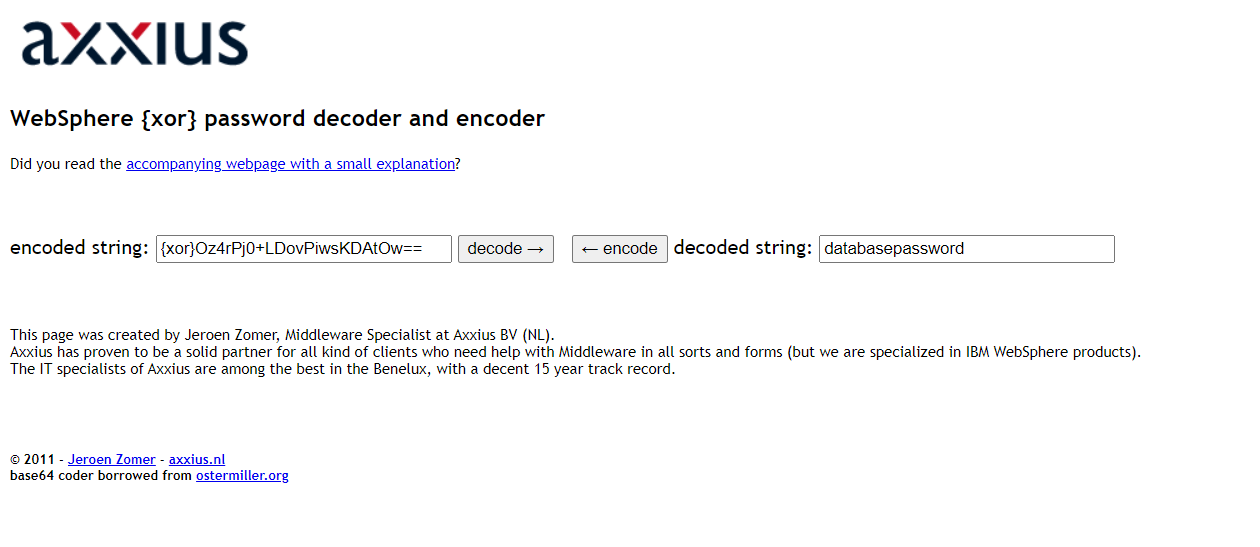 axxius
WebSphere {xor} password decoder and encoder
Did you read the accompanying webpage with a small explanation?
encoded string: {xor}Oz4rPj0+LDovPiwsKDAtOw== decode → ← encode decoded string: databasepassword
This page was created by Jeroen Zomer, Middleware Specialist at Axxius BV (NL).
Axxius has proven to be a solid partner for all kind of clients who need help with Middleware in all sorts and forms (but we are specialized in IBM WebSphere products).
The IT specialists of Axxius are among the best in the Benelux, with a decent 15 year track record.
© 2011 - Jeroen Zomer - axxius.nl
base64 coder borrowed from ostermiller.org